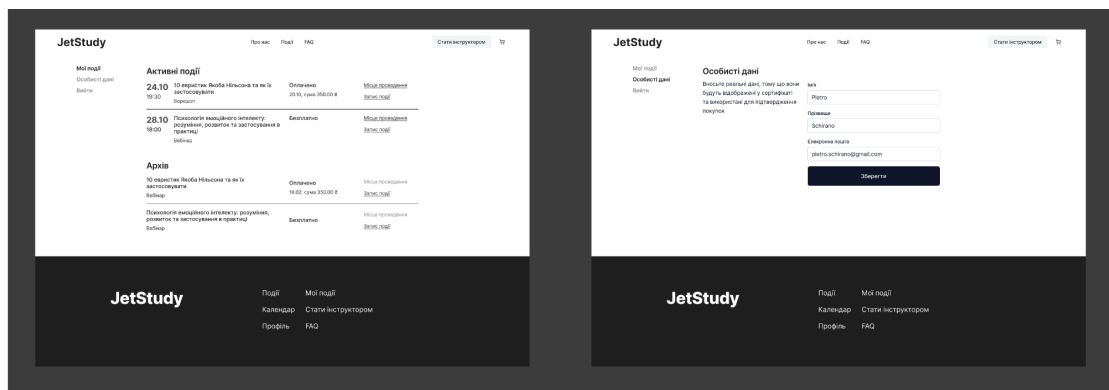 JetStudy
Про нас Події FAQ
Стати інструктором
Мої події
Особисті дані
Вийти
Активні події
24.10
19:30
10 евристик Якоба Нільсона та як їх
застосовувати
Воркшоп
Оплачено
20.10, сума 350.00 ₴
Місце проведення
Запис події
28.10
18:00
Психологія емоційного інтелекту:
розуміння, розвиток та застосування в
практиці
Вебінар
Безплатно
Місце проведення
Запис події
Архів
10 евристик Якоба Нільсона та як їх
застосовувати
Вебінар
Оплачено
18.02, сума 350.00 ₴
Місце проведення
Запис події
Психологія емоційного інтелекту: розуміння,
розвиток та застосування в практиці
Вебінар
Безплатно
Місце проведення
Запис події
JetStudy
Події Мої події
Календар Стати інструктором
Профіль FAQ
JetStudy
Про нас Події FAQ
Стати інструктором
Мої події
Особисті дані
Вийти
Особисті дані
Вносьте реальні дані, тому що вони
будуть відображені у сертифікаті
та використані для підтвердження
покупок
Імʼя
Pietro
Прізвище
Schirano
Елекронна пошта
pietro.schirano@gmail.com
Зберегти
JetStudy
Події Мої події
Календар Стати інструктором
Профіль FAQ